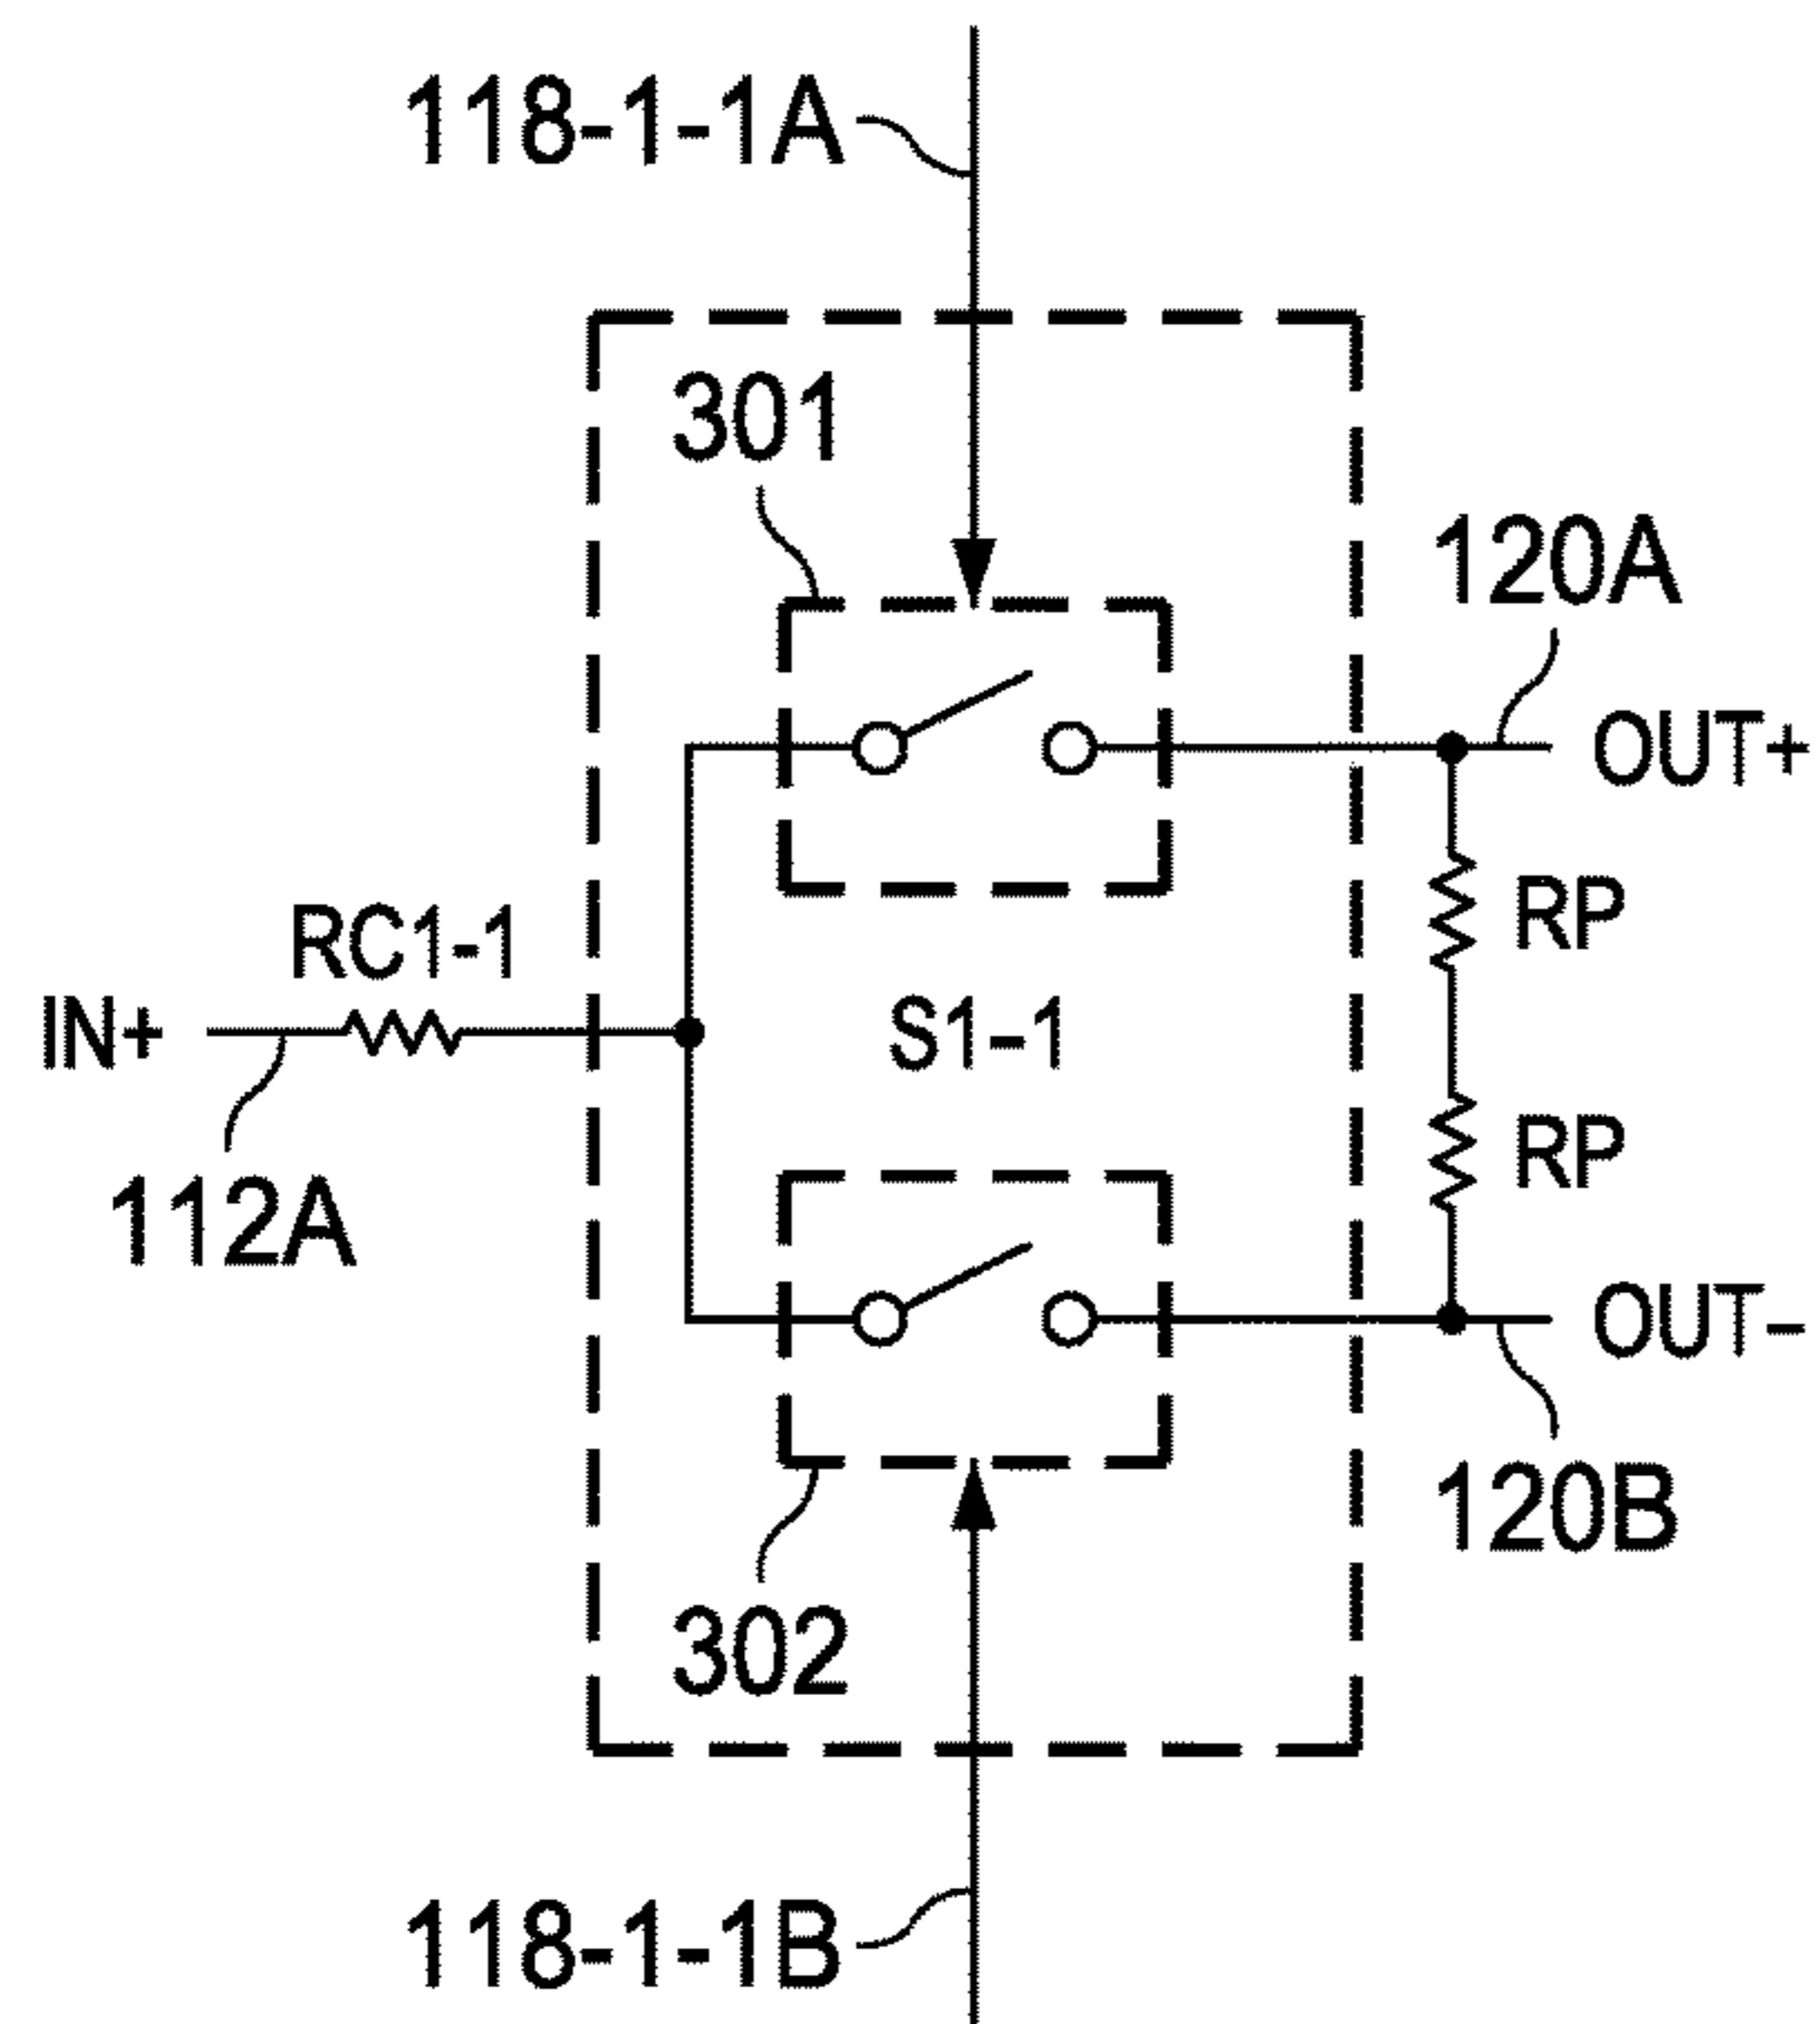 118-1-1A
301
120A
OUT+
RC1-1
RP
IN+
S1-1
112A
RP
OUT-
120B
302
118-1-1B